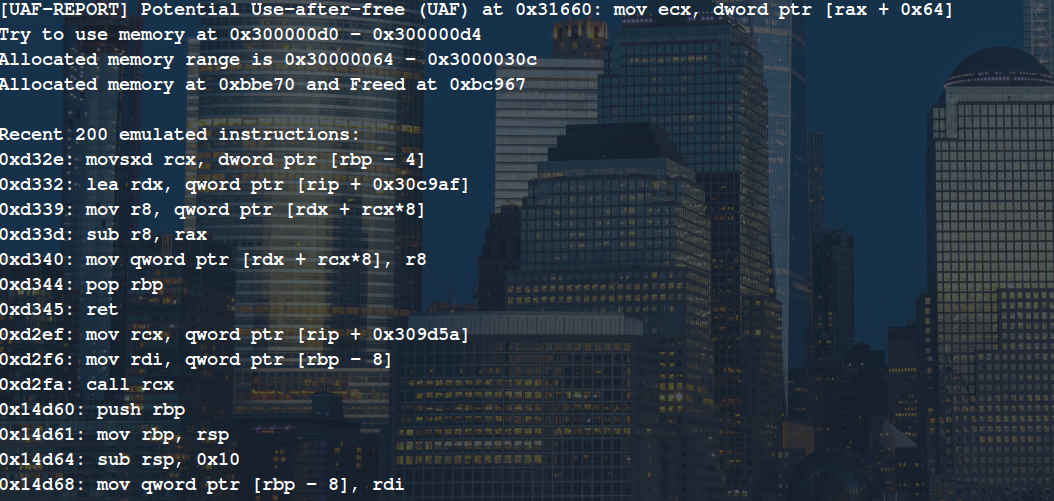 [UAF-REPORT] Potential Use-after-free (UAF) at 0x31660: mov ecx, dword ptr [rax + 0x64]
Try to use memory at 0x300000d0 - 0x300000d4
Allocated memory range is 0x30000064 - 0x3000030c
Allocated memory at 0xbbe70 and Freed at 0xbc967
Recent 200 emulated instructions:
0xd32e: movsxd rcx, dword ptr [rbp - 4]
0xd332: lea rdx, qword ptr [rip + 0x30c9af]
0xd339: mov r8, qword ptr [rdx + rcx*8]
0xd33d: sub r8, rax
0xd340: mov qword ptr [rdx + rcx*8], r8
0xd344: pop rbp
0xd345: ret
0xd2ef: mov rcx, qword ptr [rip + 0x309d5a]
0xd2f6: mov rdi, qword ptr [rbp - 8]
0xd2fa: call rcx
0x14d60: push rbp
0x14d61: mov rbp, rsp
0x14d64: sub rsp, 0x10
0x14d68: mov qword ptr [rbp - 8], rdi